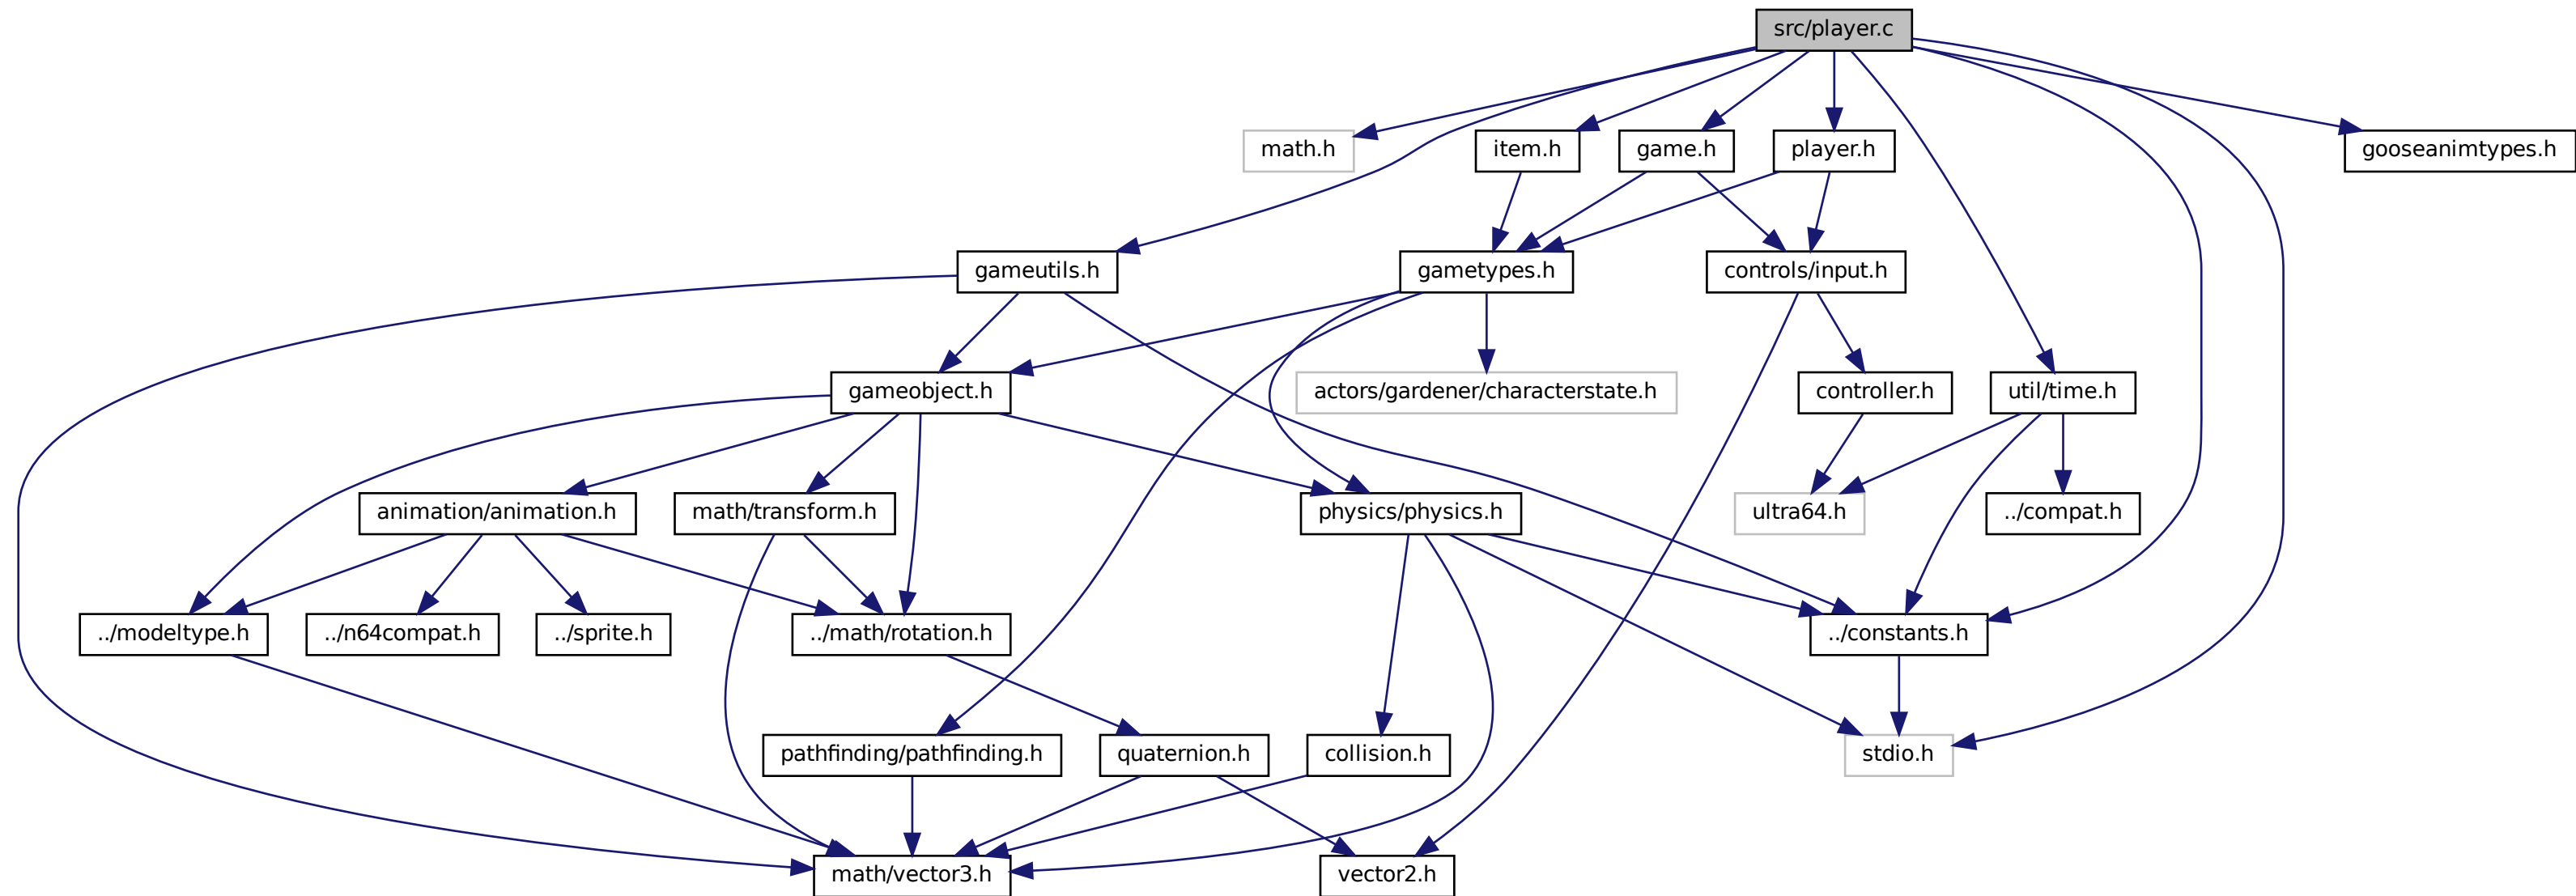 src/player.c
math.h
item.h
game.h
player.h
gooseanimtypes.h
gameutils.h
gametypes.h
controls/input.h
gameobject.h
actors/gardener/characterstate.h
controller.h
util/time.h
animation/animation.h
math/transform.h
physics/physics.h
ultra64.h
../compat.h
../modeltype.h
../n64compat.h
../sprite.h
../math/rotation.h
../constants.h
pathfinding/pathfinding.h
quaternion.h
collision.h
stdio.h
math/vector3.h
vector2.h